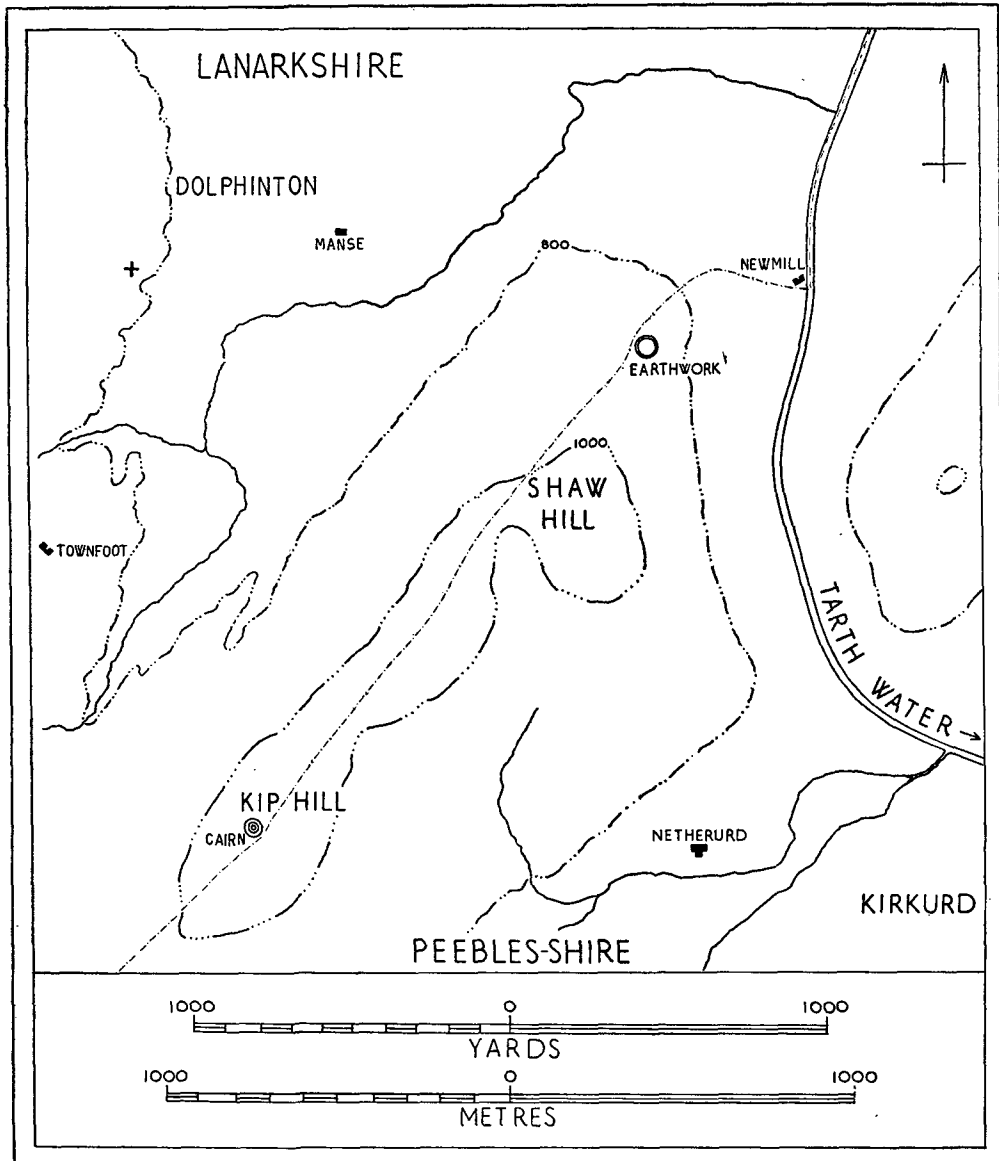 LANARKSHIRE
DOLPHINTON
MANSE
800
NEWMILL
EARTHWORK
1000
SHAW
HILL
TOWNFOOT
TARTH WATER →
KIP HILL
CAIRN
NETHERURD
KIRKURD
PEEBLES-SHIRE
1000 0 1000
YARDS
1000 0 1000
METRES